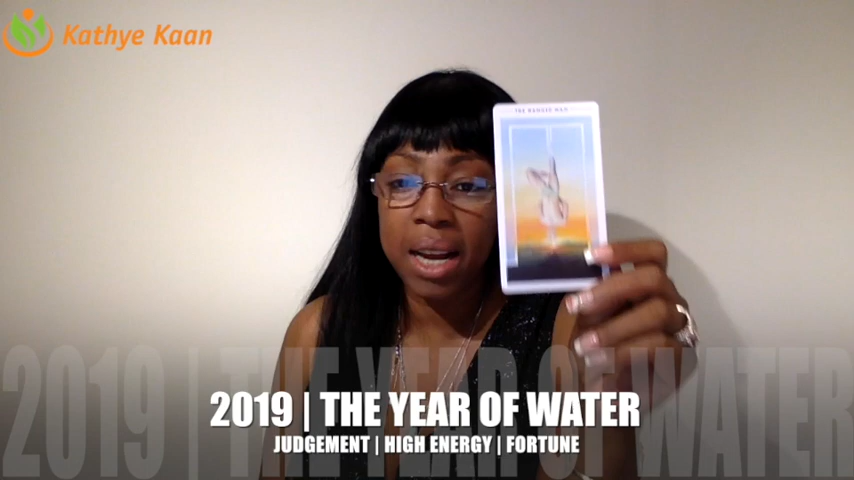 Kathye Kaan
THE HANGED MAN
2019 | THE YEAR OF WATER
2019 | THE YEAR OF WATER
JUDGEMENT | HIGH ENERGY | FORTUNE